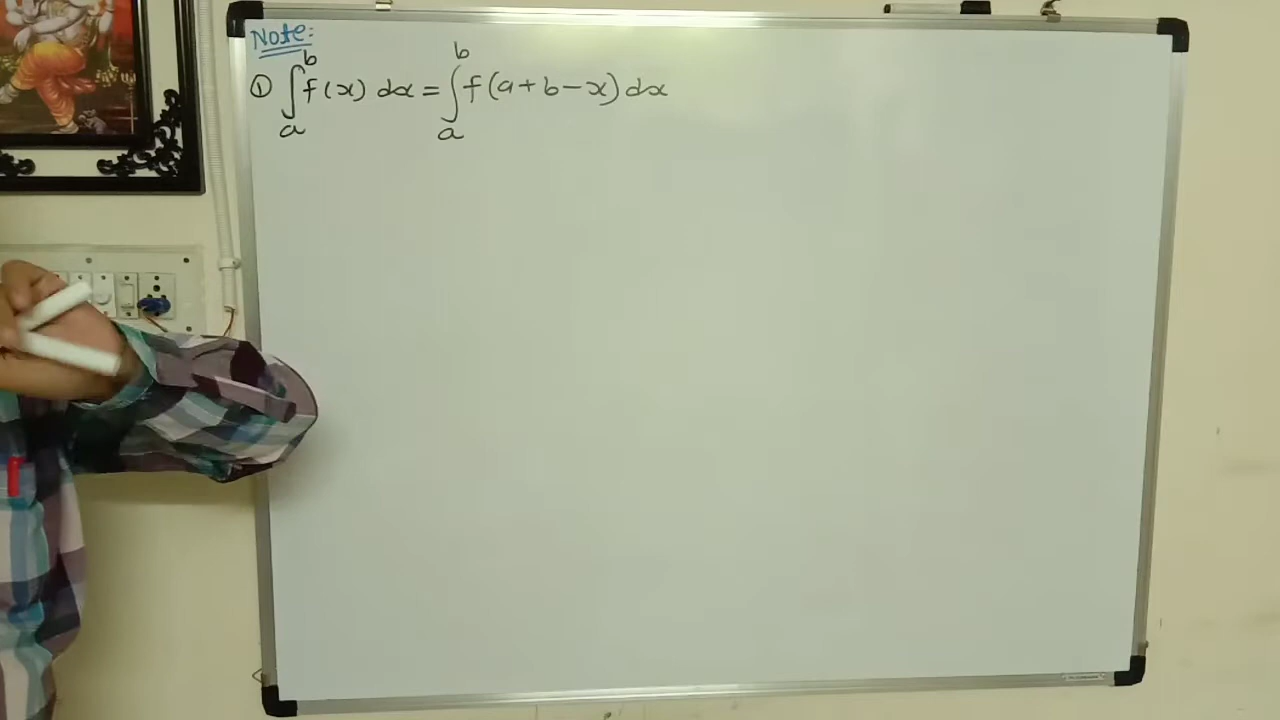 Note:
① ∫ₐᵇ f(x) dx = ∫ₐᵇ f(a+b-x) dx